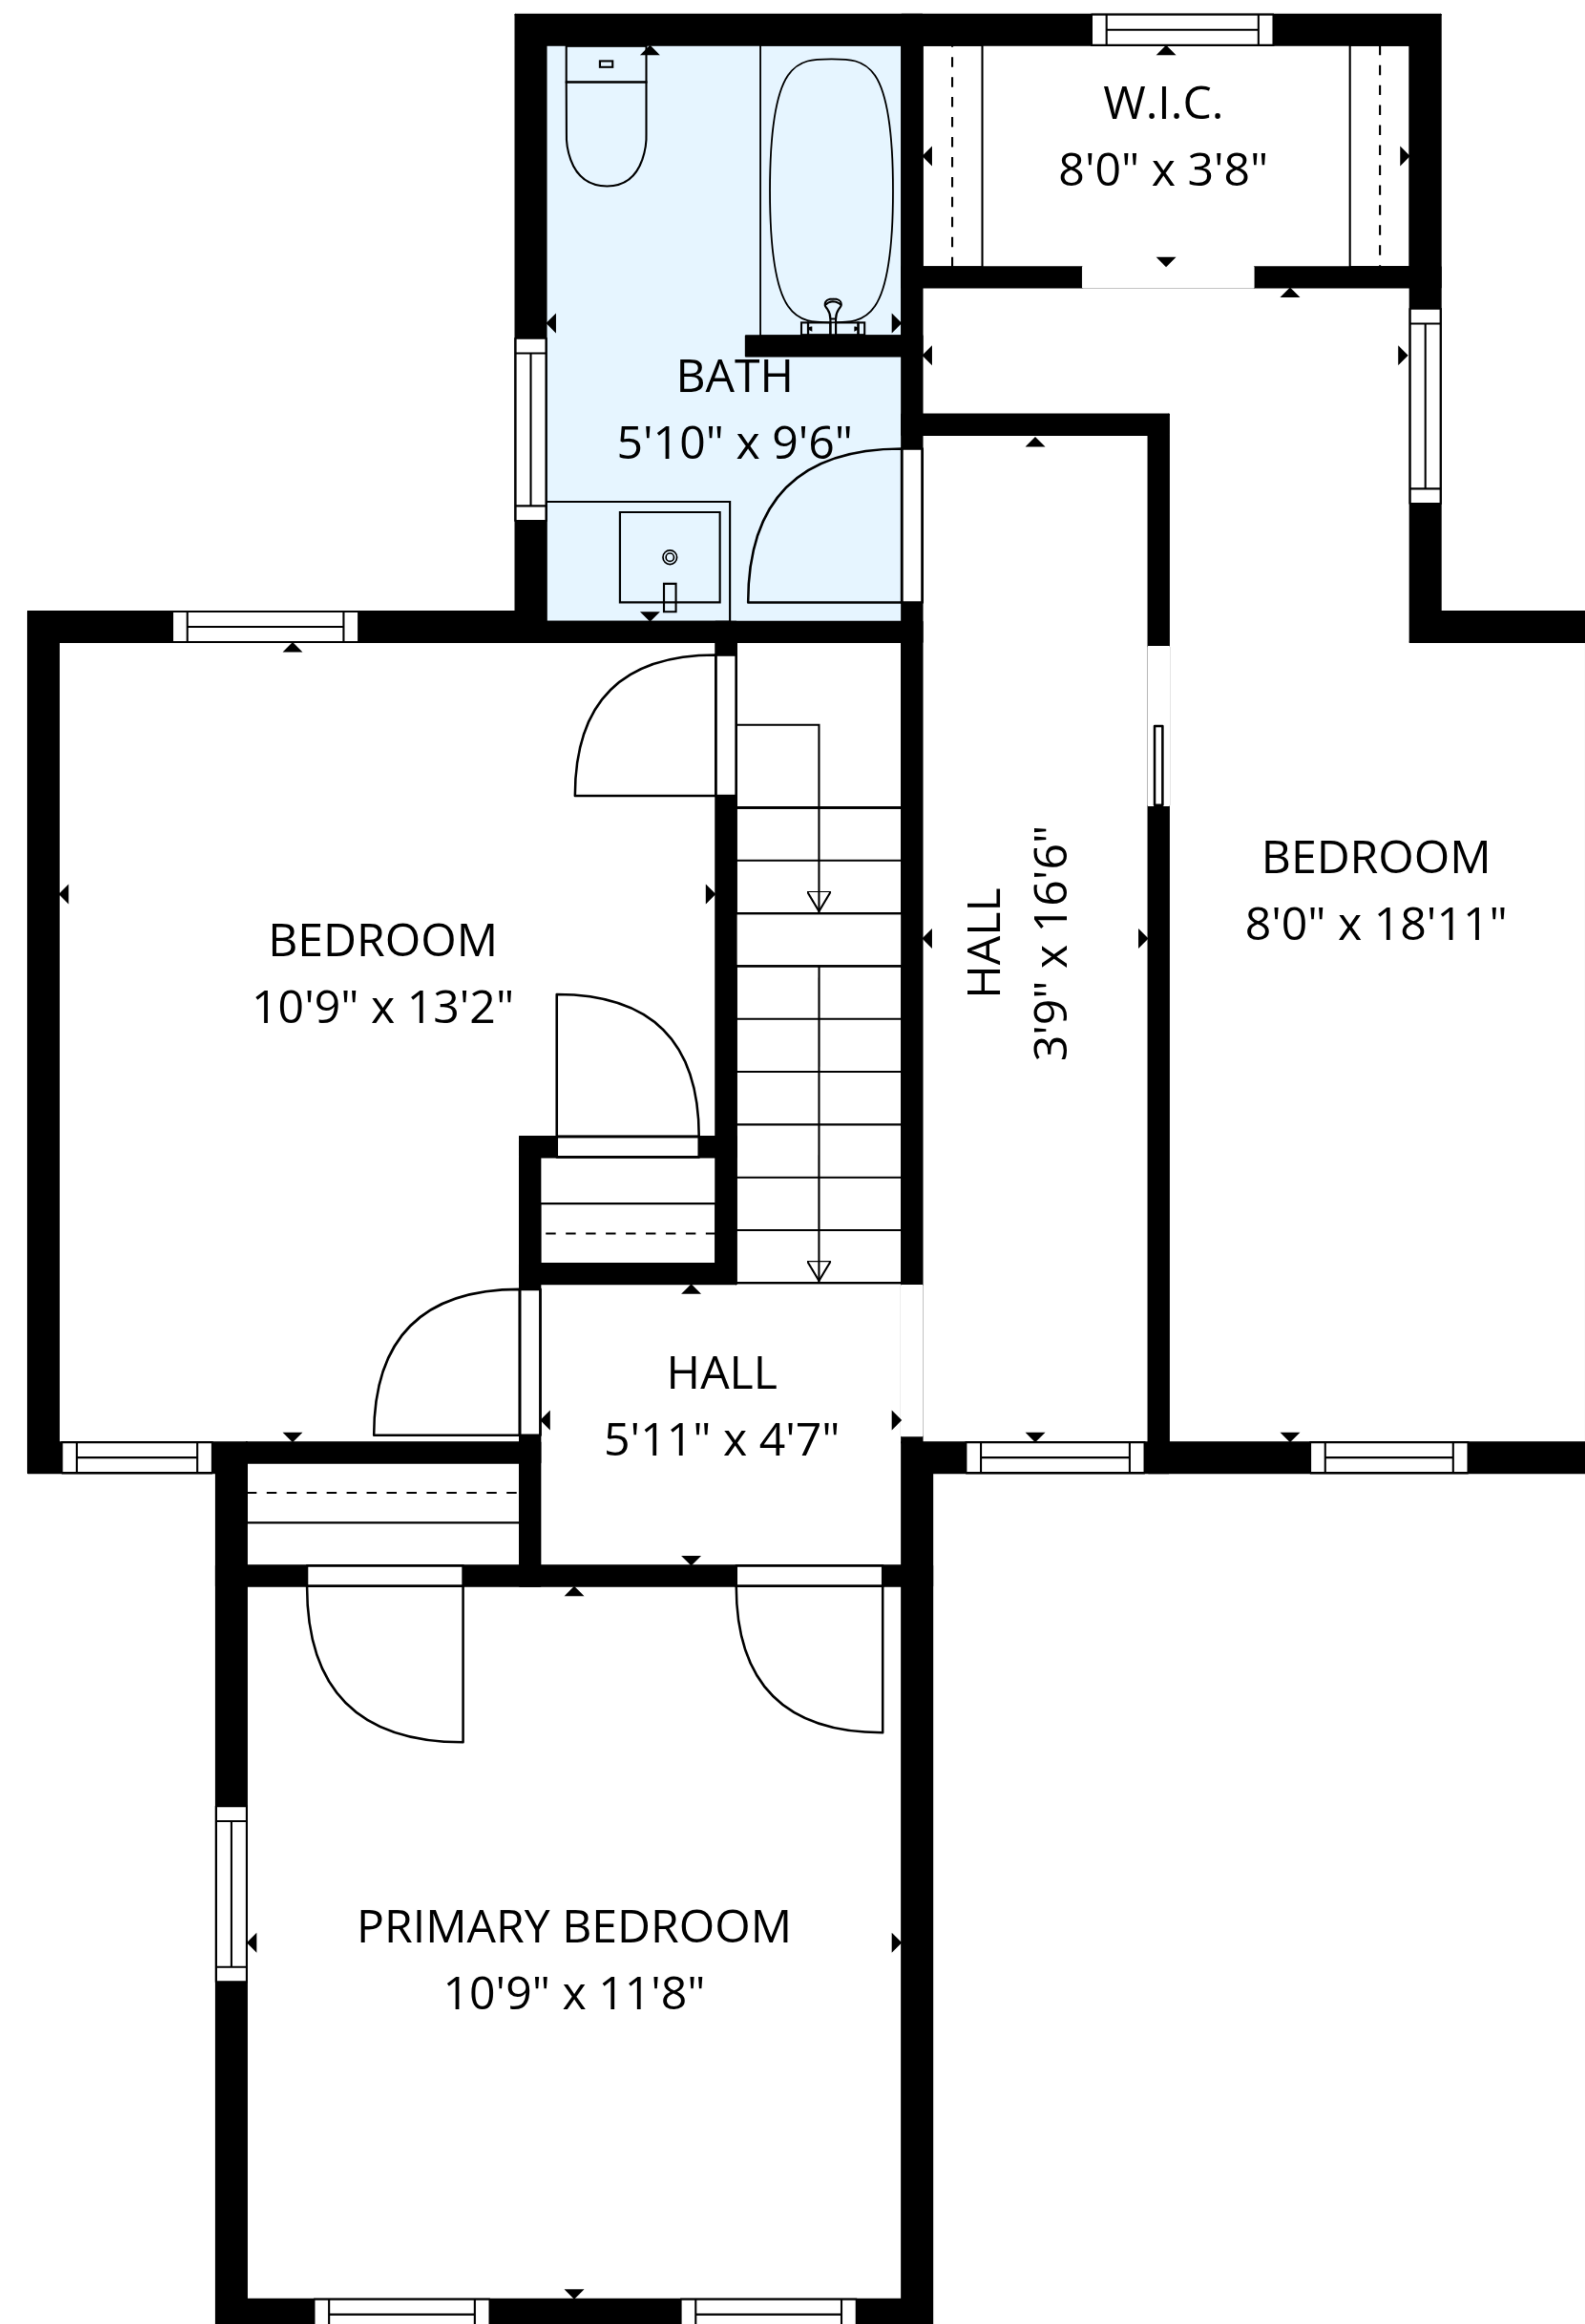 W.I.C.
8'0" x 3'8"
BATH
5'10" x 9'6"
BEDROOM
8'0" x 18'11"
HALL
3'9" x 16'6"
BEDROOM
10'9" x 13'2"
HALL
5'11" x 4'7"
PRIMARY BEDROOM
10'9" x 11'8"